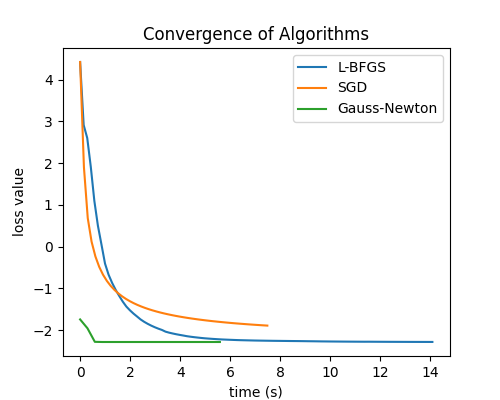 Convergence of Algorithms
L-BFGS
SGD
Gauss-Newton
4
3
2
1
0
−1
−2
loss value
0 2 4 6 8 10 12 14
time (s)